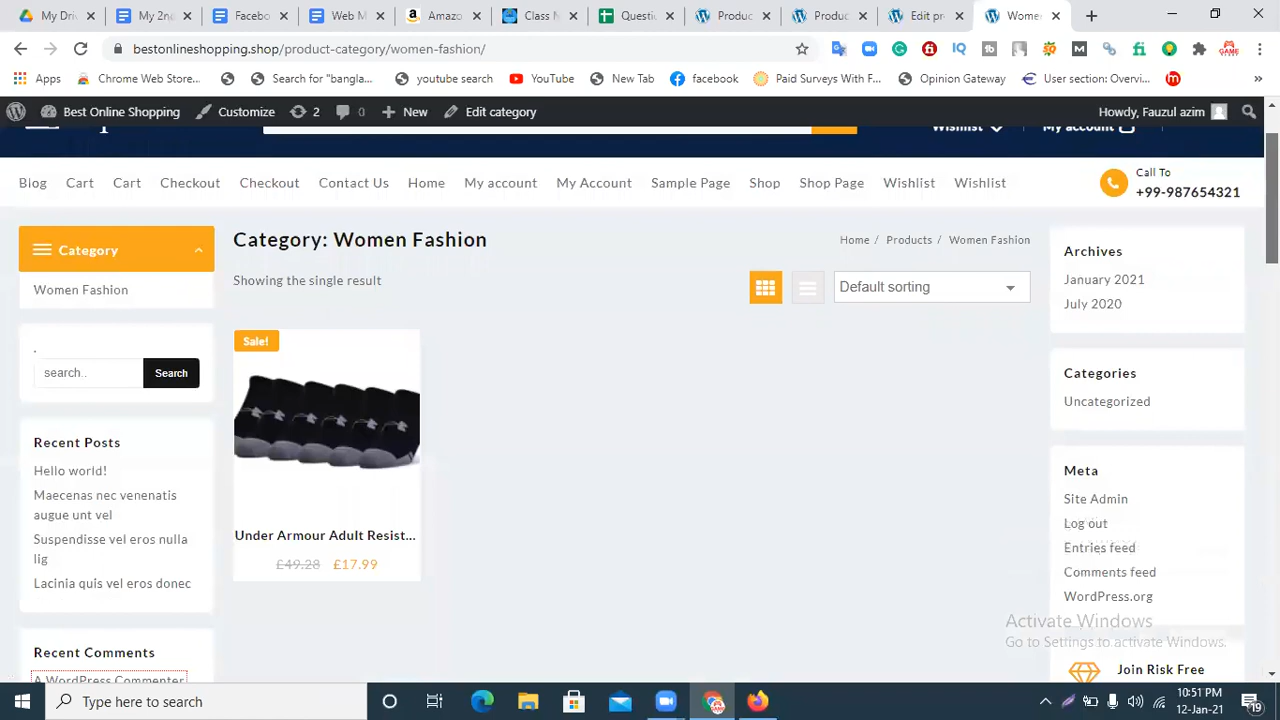 My Dri
My 2nd
Facebo
Web M
Amazo
Class R
Questi
Produc
Produc
Edit pr
Wome
bestonlineshopping.shop/product-category/women-fashion/
Apps
Chrome Web Store...
Search for "bangla...
youtube search
YouTube
New Tab
facebook
Paid Surveys With F...
Opinion Gateway
User section: Overvi...
»
Best Online Shopping
Customize
2
0
New
Edit category
Howdy, Fauzul azim
Wishlist
My account
Blog
Cart
Cart
Checkout
Checkout
Contact Us
Home
My account
My Account
Sample Page
Shop
Shop Page
Wishlist
Wishlist
Call To
+99-987654321
Category
Women Fashion
Category: Women Fashion
Home / Products / Women Fashion
Showing the single result
Default sorting
.
search..
Search
Recent Posts
Hello world!
Maecenas nec venenatis
augue unt vel
Suspendisse vel eros nulla
lig
Lacinia quis vel eros donec
Recent Comments
A WordPress Commenter
Sale!
Under Armour Adult Resist...
£49.28 £17.99
Archives
January 2021
July 2020
Categories
Uncategorized
Meta
Site Admin
Log out
Entries feed
Comments feed
WordPress.org
Join Risk Free
Activate Windows
Go to Settings to activate Windows.
Type here to search
10:51 PM
12-Jan-21
19